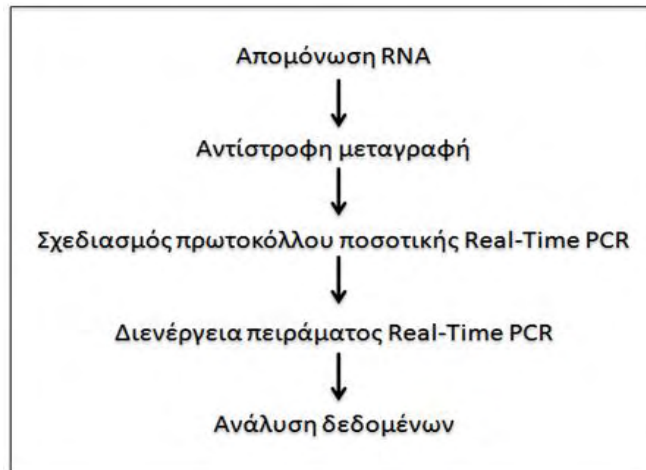 Απομόνωση RNA
Αντίστροφη μεταγραφή
Σχεδιασμός πρωτοκόλλου ποσοτικής Real-Time PCR
Διενέργεια πειράματος Real-Time PCR
Ανάλυση δεδομένων